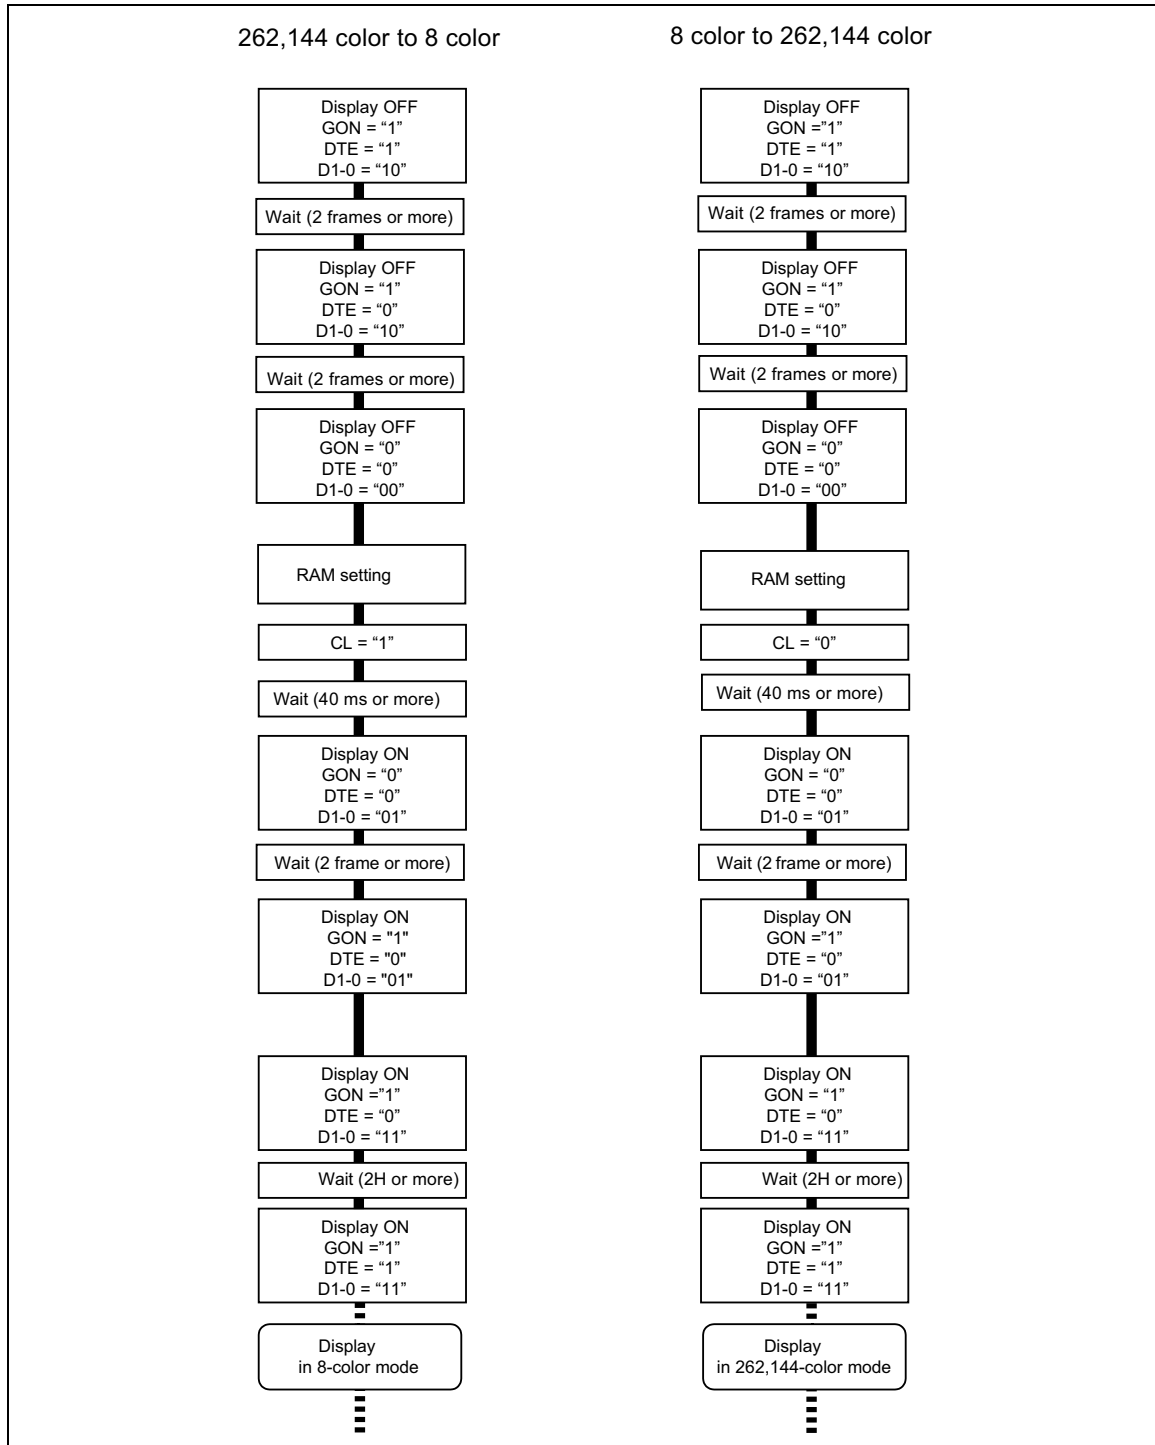 262,144 color to 8 color
Display OFF
GON = “1”
DTE = “1”
D1-0 = “10”
Wait (2 frames or more)
Display OFF
GON = “1”
DTE = “0”
D1-0 = “10”
Wait (2 frames or more)
Display OFF
GON = “0”
DTE = “0”
D1-0 = “00”
RAM setting
CL = “1”
Wait (40 ms or more)
Display ON
GON = “0”
DTE = “0”
D1-0 = “01”
Wait (2 frame or more)
Display ON
GON = "1"
DTE = "0"
D1-0 = "01"
Display ON
GON =”1”
DTE = “0”
D1-0 = “11”
Wait (2H or more)
Display ON
GON =”1”
DTE = “1”
D1-0 = “11”
Display
in 8-color mode
8 color to 262,144 color
Display OFF
GON =”1”
DTE = “1”
D1-0 = “10”
Wait (2 frames or more)
Display OFF
GON = “1”
DTE = “0”
D1-0 = “10”
Wait (2 frames or more)
Display OFF
GON = “0”
DTE = “0”
D1-0 = “00”
RAM setting
CL = “0”
Wait (40 ms or more)
Display ON
GON = “0”
DTE = “0”
D1-0 = “01”
Wait (2 frame or more)
Display ON
GON =”1”
DTE = “0”
D1-0 = “01”
Display ON
GON = “1”
DTE = “0”
D1-0 = “11”
Wait (2H or more)
Display ON
GON =”1”
DTE = “1”
D1-0 = “11”
Display
in 262,144-color mode